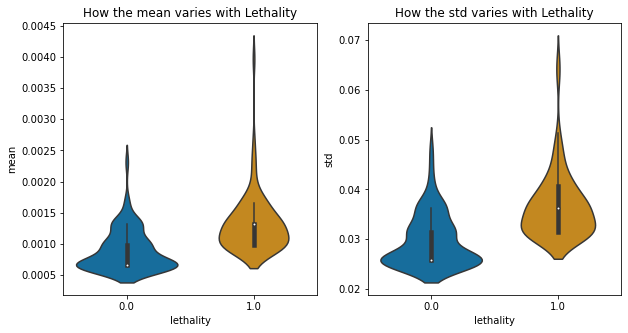 How the mean varies with Lethality
0.0045
0.0040
0.0035
0.0030
0.0025
0.0020
0.0015
0.0010
0.0005
mean
0.0 1.0
lethality
How the std varies with Lethality
0.07
0.06
0.05
0.04
0.03
0.02
std
0.0 1.0
lethality